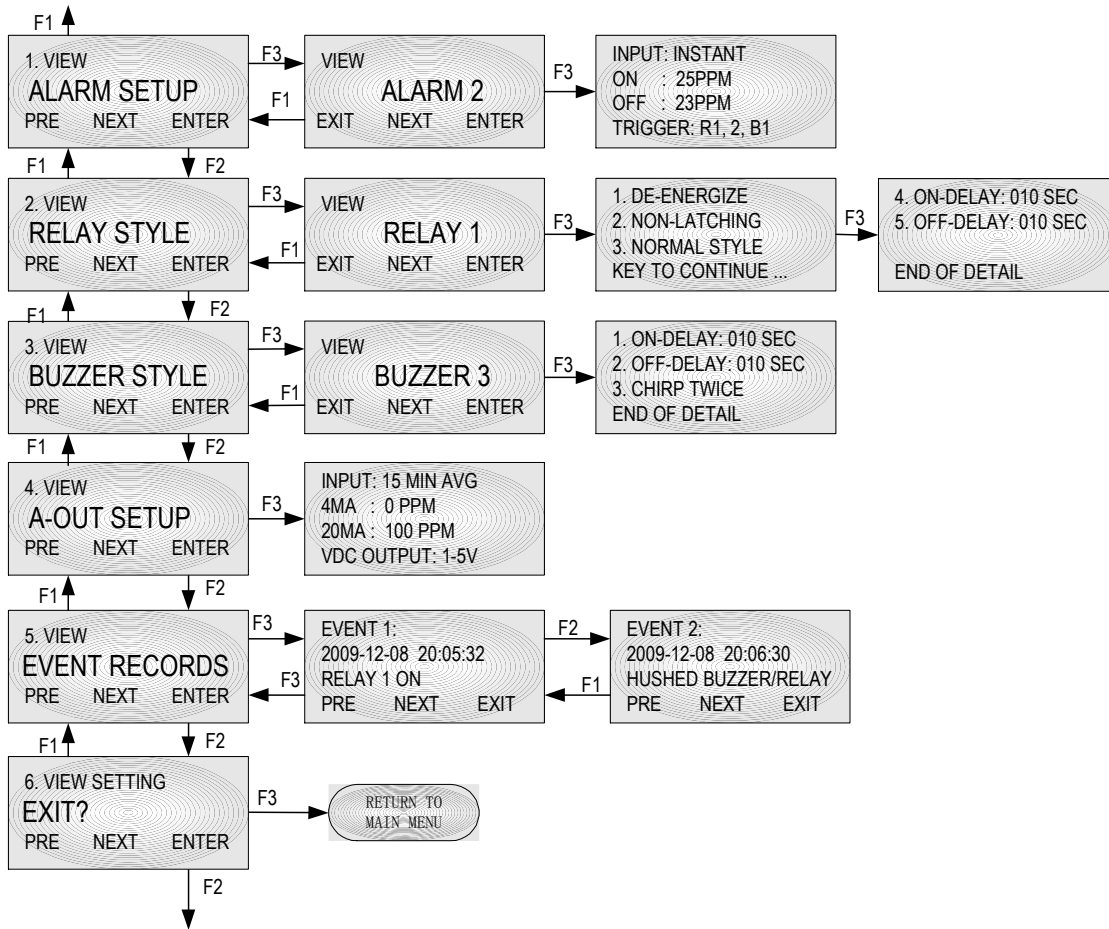 F1
1. VIEW
ALARM SETUP
PRE NEXT ENTER
F3
F1
VIEW
ALARM 2
EXIT NEXT ENTER
F3
INPUT: INSTANT
ON : 25PPM
OFF : 23PPM
TRIGGER: R1, 2, B1
F1
F2
2. VIEW
RELAY STYLE
PRE NEXT ENTER
F3
F1
VIEW
RELAY 1
EXIT NEXT ENTER
F3
1. DE-ENERGIZE
2. NON-LATCHING
3. NORMAL STYLE
KEY TO CONTINUE ...
F3
4. ON-DELAY: 010 SEC
5. OFF-DELAY: 010 SEC
END OF DETAIL
F1
F2
3. VIEW
BUZZER STYLE
PRE NEXT ENTER
F3
F1
VIEW
BUZZER 3
EXIT NEXT ENTER
F3
1. ON-DELAY: 010 SEC
2. OFF-DELAY: 010 SEC
3. CHIRP TWICE
END OF DETAIL
F1
F2
4. VIEW
A-OUT SETUP
PRE NEXT ENTER
F3
INPUT: 15 MIN AVG
4MA : 0 PPM
20MA : 100 PPM
VDC OUTPUT: 1-5V
F1
F2
5. VIEW
EVENT RECORDS
PRE NEXT ENTER
F3
F3
EVENT 1:
2009-12-08 20:05:32
RELAY 1 ON
PRE NEXT EXIT
F2
F1
EVENT 2:
2009-12-08 20:06:30
HUSHED BUZZER/RELAY
PRE NEXT EXIT
F1
F2
6. VIEW SETTING
EXIT?
PRE NEXT ENTER
F3
RETURN TO
MAIN MENU
F2